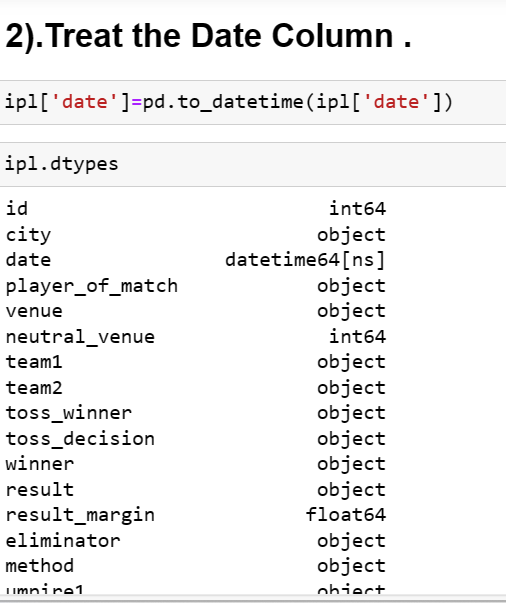 2).Treat the Date Column .
ipl['date']=pd.to_datetime(ipl['date'])
ipl.dtypes
id int64
city object
date datetime64[ns]
player_of_match object
venue object
neutral_venue int64
team1 object
team2 object
toss_winner object
toss_decision object
winner object
result object
result_margin float64
eliminator object
method object
umpire1 object